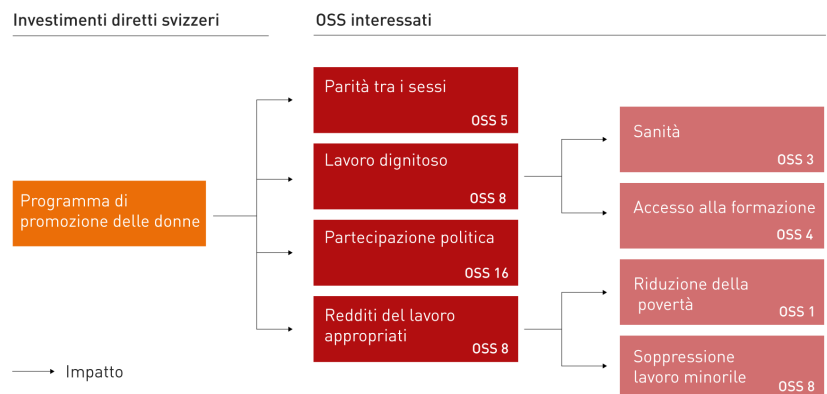 Investimenti diretti svizzeri
OSS interessati
Programma di
promozione delle donne
Parità tra i sessi
OSS 5
Lavoro dignitoso
OSS 8
Partecipazione politica
OSS 16
Redditi del lavoro
appropriati
OSS 8
Sanità
OSS 3
Accesso alla formazione
OSS 4
Riduzione della
povertà
OSS 1
Soppressione
lavoro minorile
OSS 8
Impatto